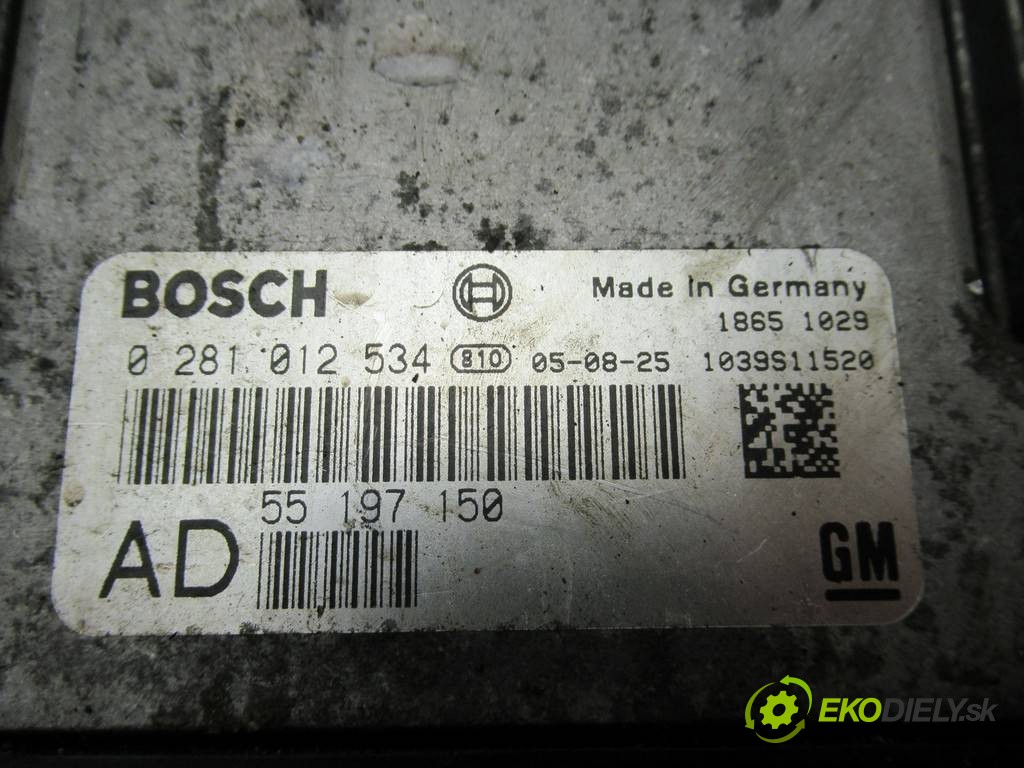 BOSCH Made in Germany
1865 1029
0 281 012 534 810 05-08-25 1039S11520
55 197 150
AD GM
EKODIELY.sk